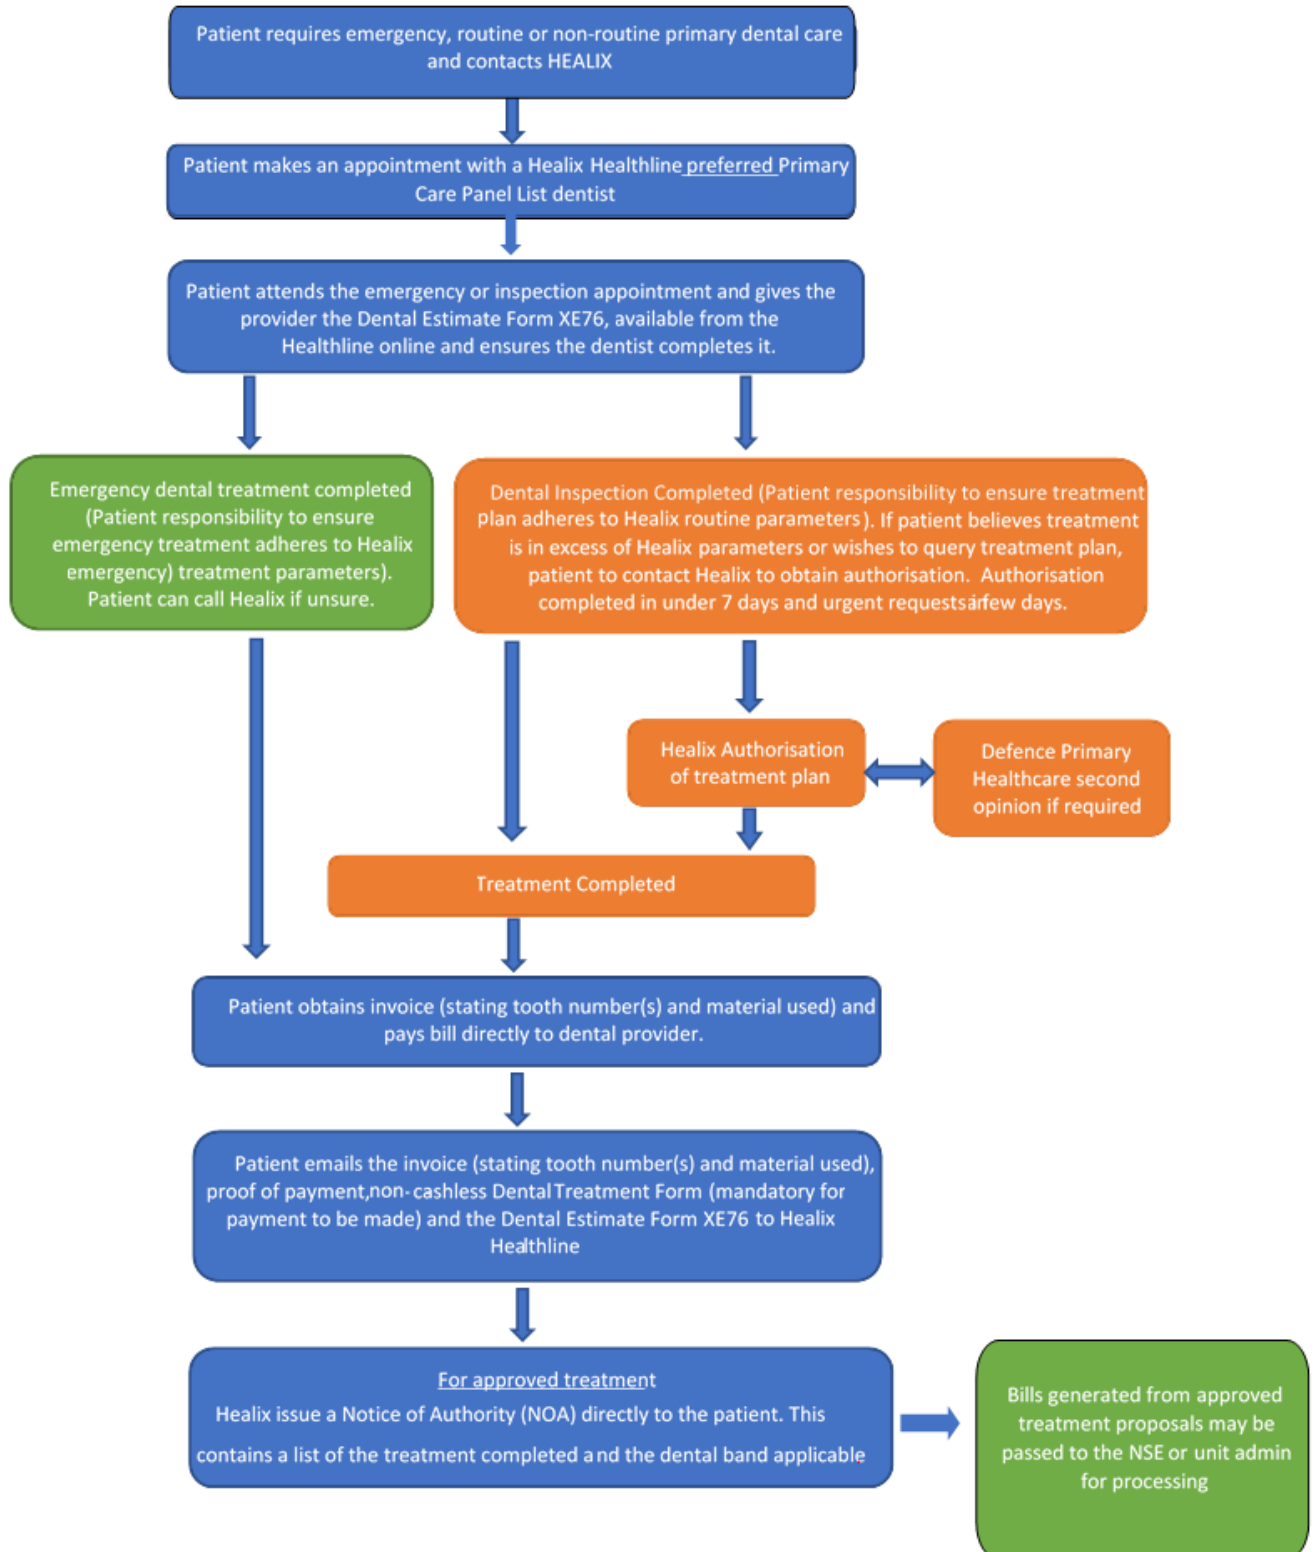 Patient requires emergency, routine or non-routine primary dental care
and contacts HEALIX
Patient makes an appointment with a Healix Healthline preferred Primary
Care Panel List dentist
Patient attends the emergency or inspection appointment and gives the
provider the Dental Estimate Form XE76, available from the
Healthline online and ensures the dentist completes it.
Emergency dental treatment completed
(Patient responsibility to ensure
emergency treatment adheres to Healix
emergency) treatment parameters).
Patient can call Healix if unsure.
Dental Inspection Completed (Patient responsibility to ensure treatment
plan adheres to Healix routine parameters). If patient believes treatment
is in excess of Healix parameters or wishes to query treatment plan,
patient to contact Healix to obtain authorisation. Authorisation
completed in under 7 days and urgent requests in few days.
Healix Authorisation
of treatment plan
Defence Primary
Healthcare second
opinion if required
Treatment Completed
Patient obtains invoice (stating tooth number(s) and material used) and
pays bill directly to dental provider.
Patient emails the invoice (stating tooth number(s) and material used),
proof of payment,non-cashless Dental Treatment Form (mandatory for
payment to be made) and the Dental Estimate Form XE76 to Healix
Healthline
For approved treatment
Healix issue a Notice of Authority (NOA) directly to the patient. This
contains a list of the treatment completed and the dental band applicable.
Bills generated from approved
treatment proposals may be
passed to the NSE or unit admin
for processing